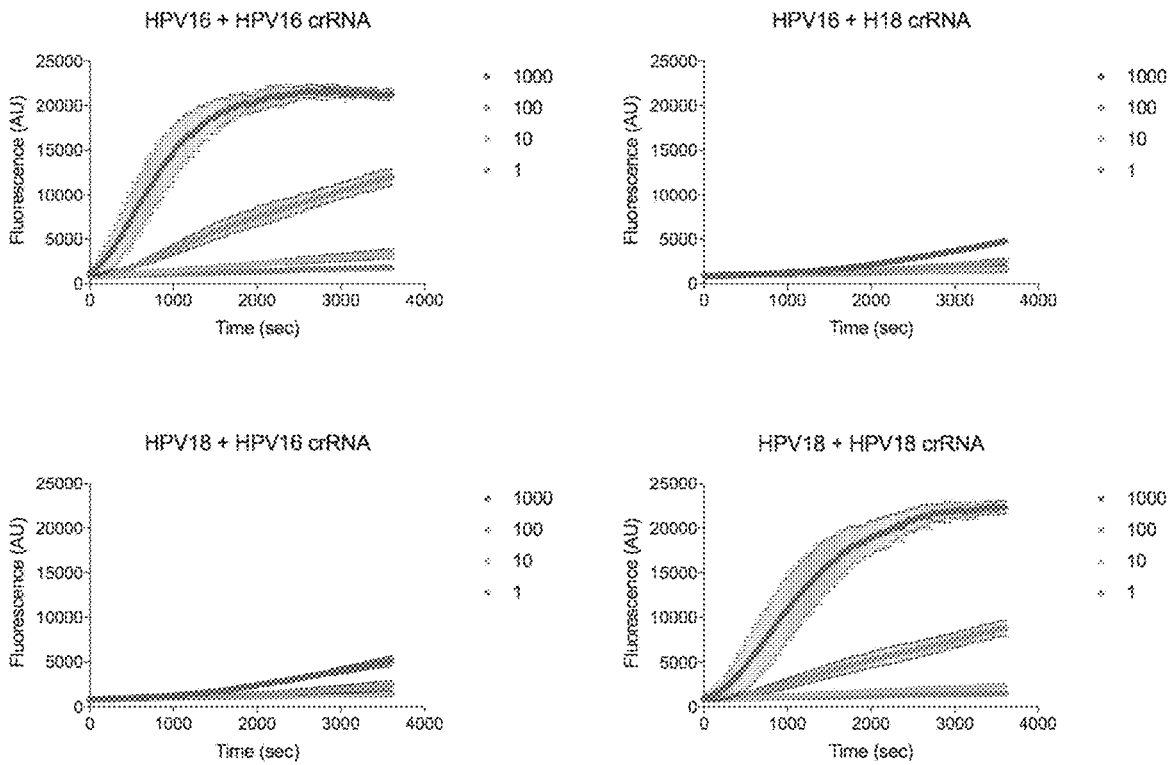 HPV16 + HPV16 crRNA
25000
20000
15000
10000
5000
0
Fluorescence (AU)
0 1000 2000 3000 4000
Time (sec)
1000
100
10
1
HPV16 + H18 crRNA
25000
20000
15000
10000
5000
0
Fluorescence (AU)
0 1000 2000 3000 4000
Time (sec)
1000
100
10
1
HPV18 + HPV16 crRNA
25000
20000
15000
10000
5000
0
Fluorescence (AU)
0 1000 2000 3000 4000
Time (sec)
1000
100
10
1
HPV18 + HPV18 crRNA
25000
20000
15000
10000
5000
0
Fluorescence (AU)
0 1000 2000 3000 4000
Time (sec)
1000
100
10
1